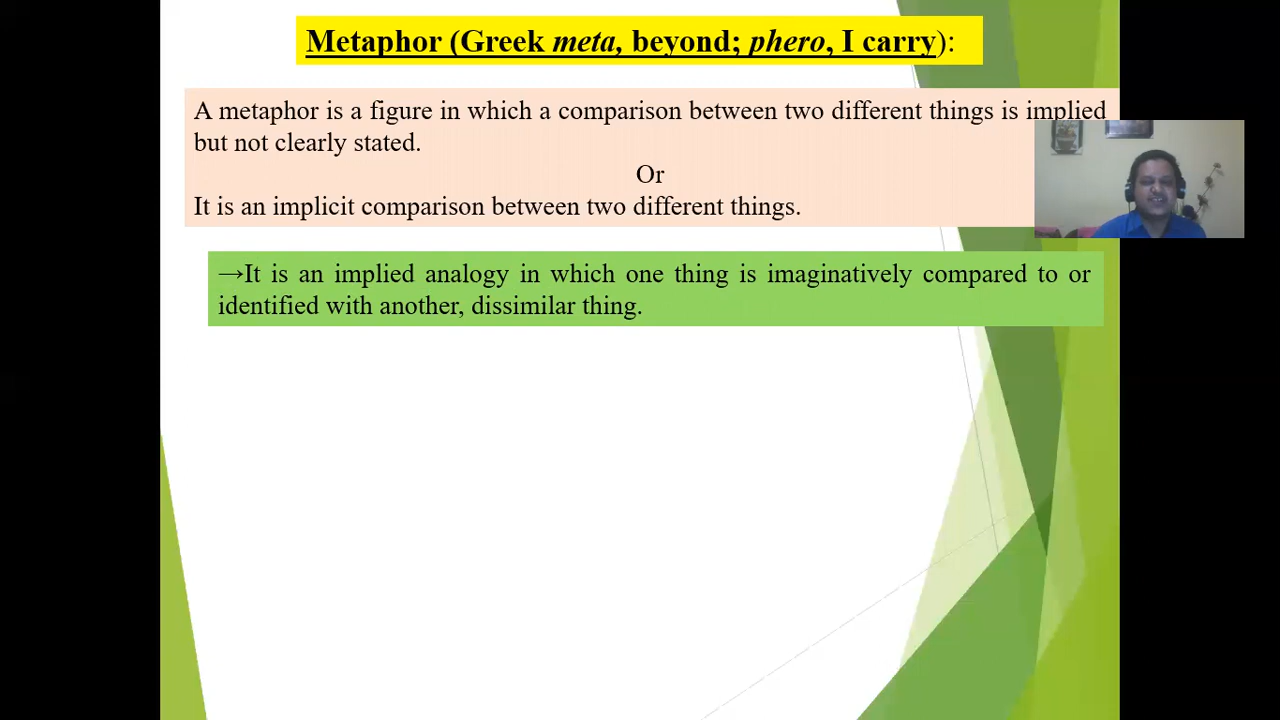 Metaphor (Greek meta, beyond; phero, I carry):
A metaphor is a figure in which a comparison between two different things is implied
but not clearly stated.
Or
It is an implicit comparison between two different things.
→It is an implied analogy in which one thing is imaginatively compared to or
identified with another, dissimilar thing.